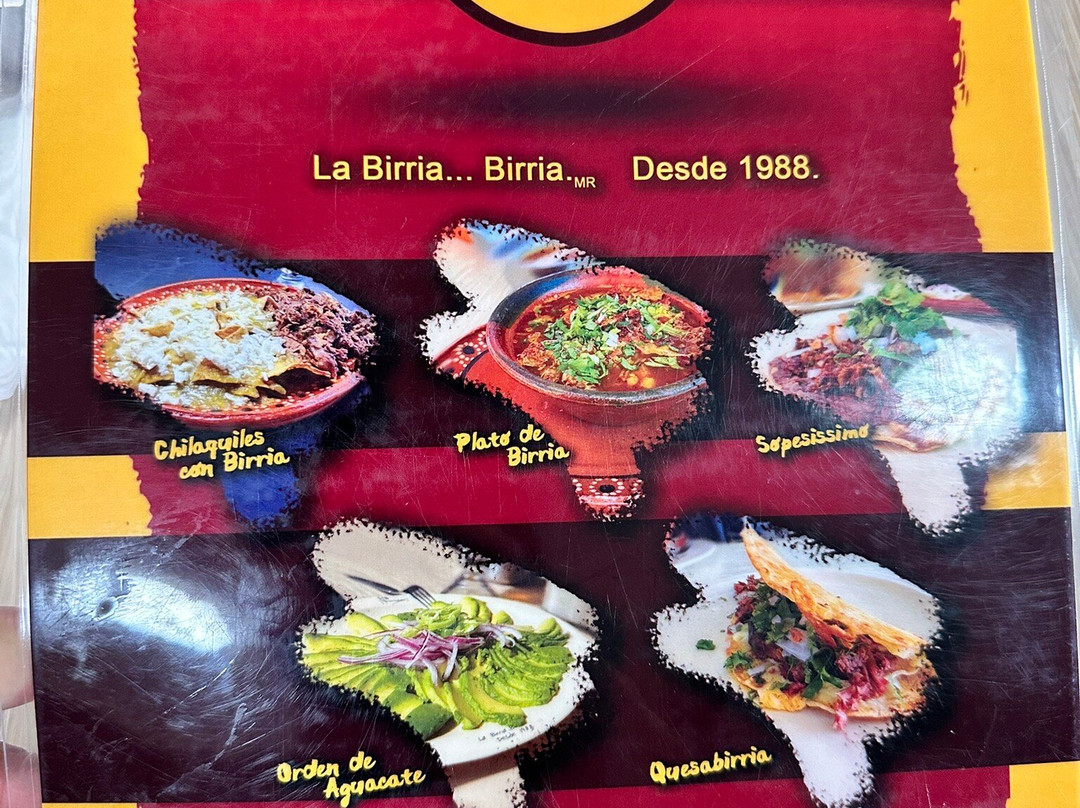 La Birria... Birria.MR Desde 1988.
Chilaquiles
con Birria
Plato de
Birria
Sopesissimo
Orden de
Aguacate
Quesabirria